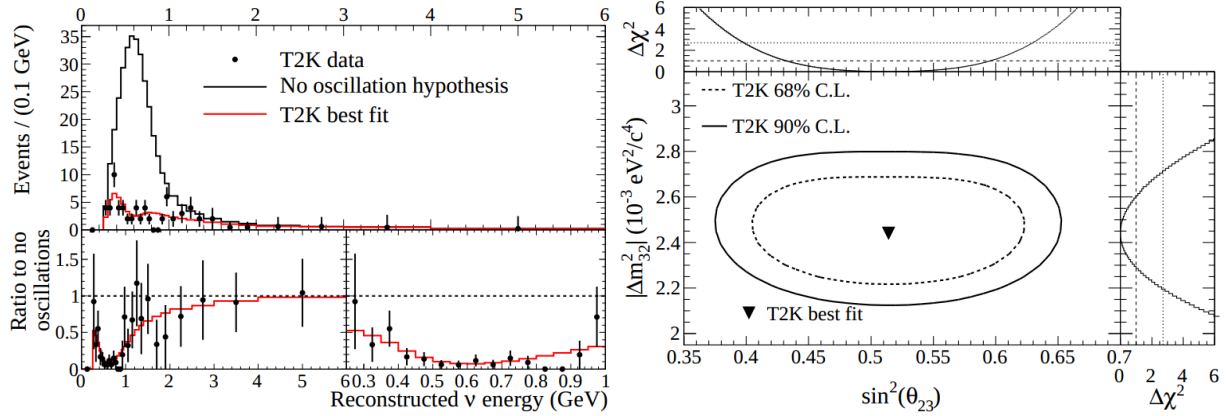 0 1 2 3 4 5 6
35
30
25
20
15
10
5
0
Events / (0.1 GeV)
T2K data
No oscillation hypothesis
T2K best fit
1.5
1
0.5
0
Ratio to no
oscillations
0 1 2 3 4 5 6 0.3 0.4 0.5 0.6 0.7 0.8 0.9 1
Reconstructed ν energy (GeV)
6
4
2
0
Δχ²
T2K 68% C.L.
T2K 90% C.L.
3
2.8
2.6
2.4
2.2
2
|Δm²₃₂| (10⁻³ eV²/c⁴)
T2K best fit
0.35 0.4 0.45 0.5 0.55 0.6 0.65 0.7
sin²(θ₂₃)
0 2 4 6
Δχ²